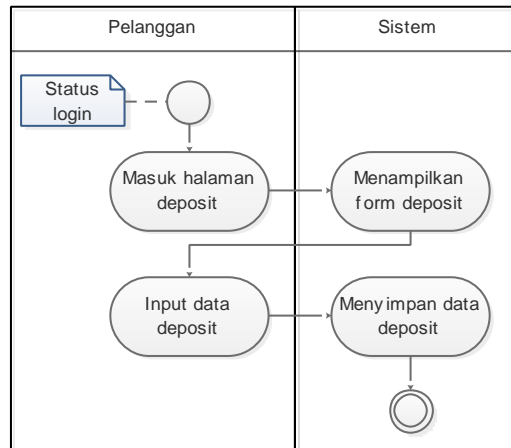 Pelanggan
Sistem
Status
login
Masuk halaman
deposit
Menampilkan
form deposit
Input data
deposit
Menyimpan data
deposit